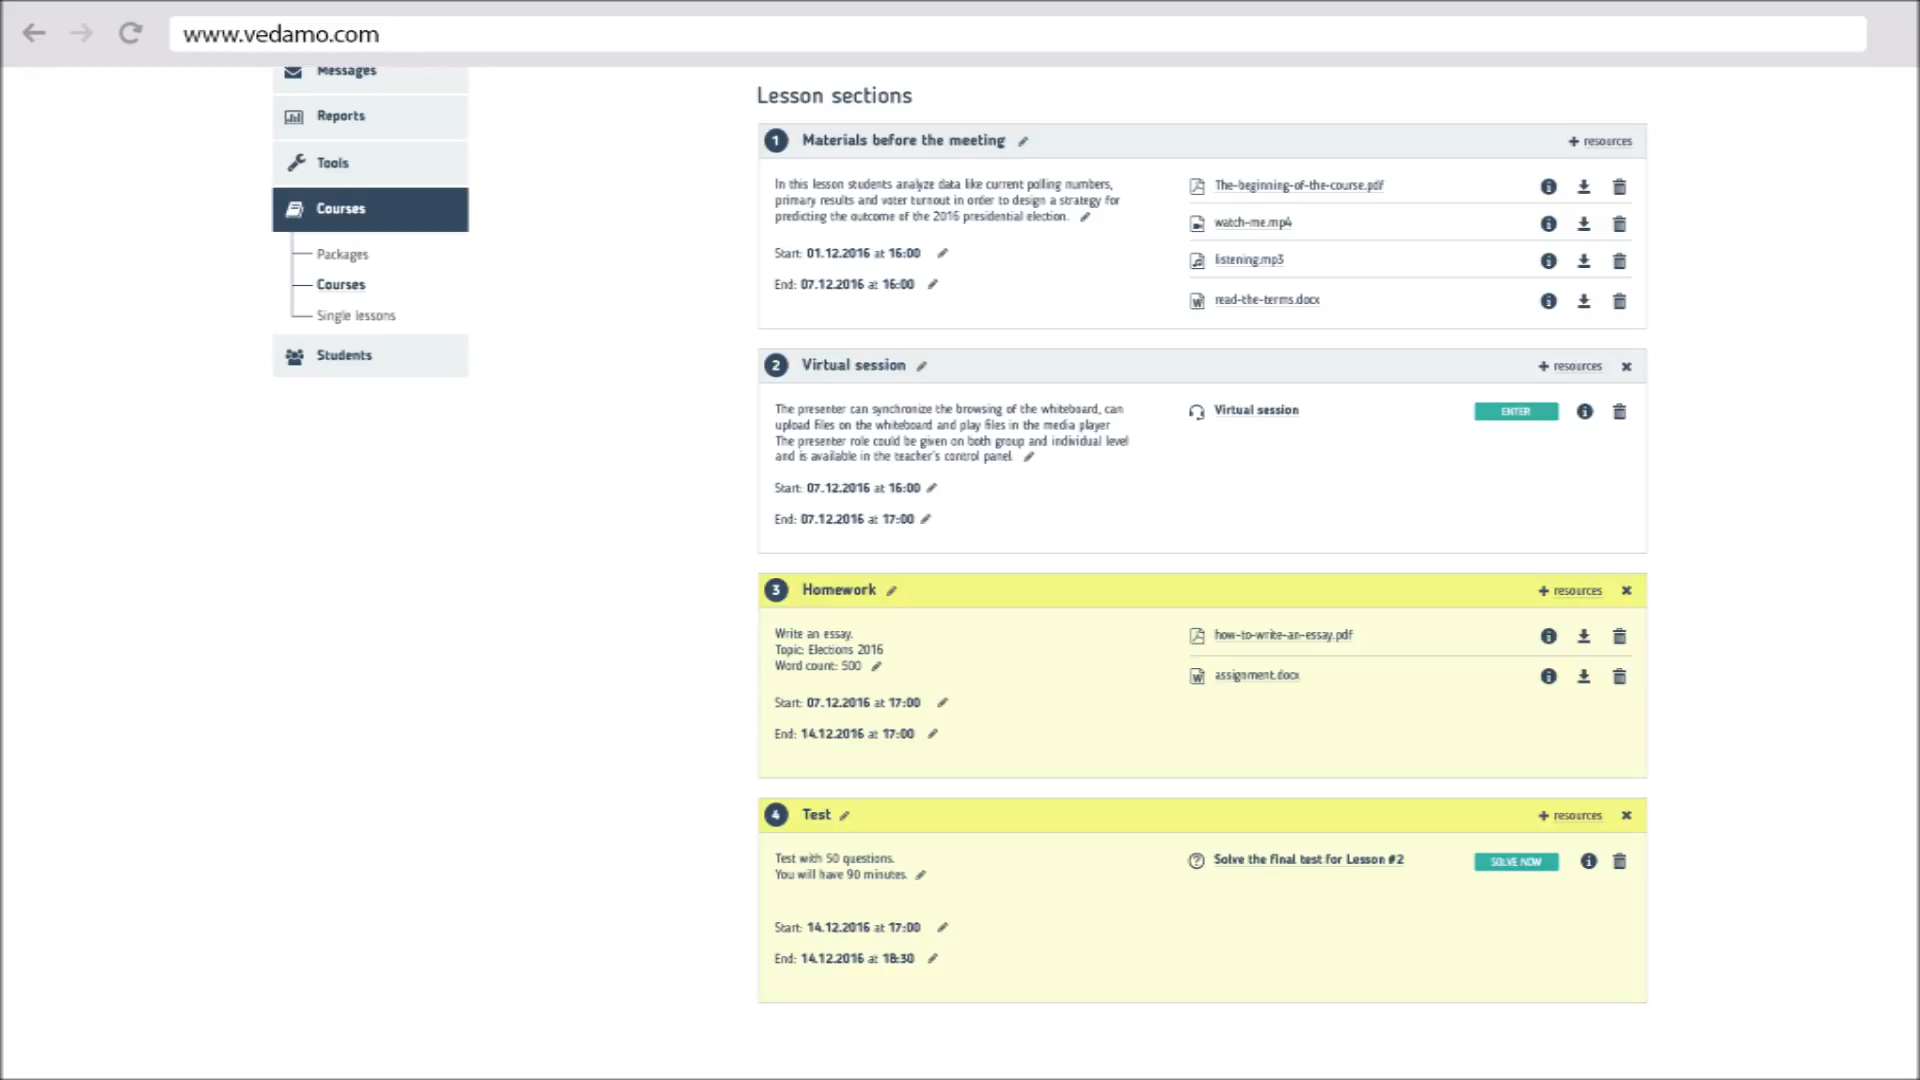 www.vedamo.com
Messages
Reports
Tools
Courses
Packages
Courses
Single lessons
Students
Lesson sections
1 Materials before the meeting + resources
In this lesson students analyze data like current polling numbers,
primary results and voter turnout in order to design a strategy for
predicting the outcome of the 2016 presidential election.
Start: 01.12.2016 at 16:00
End: 07.12.2016 at 16:00
The-beginning-of-the-course.pdf
watch-me.mp4
listening.mp3
read-the-terms.docx
2 Virtual session + resources
The presenter can synchronize the browsing of the whiteboard, can
upload files on the whiteboard and play files in the media player
The presenter role could be given on both group and individual level
and is available in the teacher's control panel.
Start: 07.12.2016 at 16:00
End: 07.12.2016 at 17:00
Virtual session ENTER
3 Homework + resources
Write an essay.
Topic: Elections 2016
Word count: 500
Start: 07.12.2016 at 17:00
End: 14.12.2016 at 17:00
how-to-write-an-essay.pdf
assignment.docx
4 Test + resources
Test with 50 questions.
You will have 90 minutes.
Start: 14.12.2016 at 17:00
End: 14.12.2016 at 18:30
Solve the final test for Lesson #2 SOLVE NOW